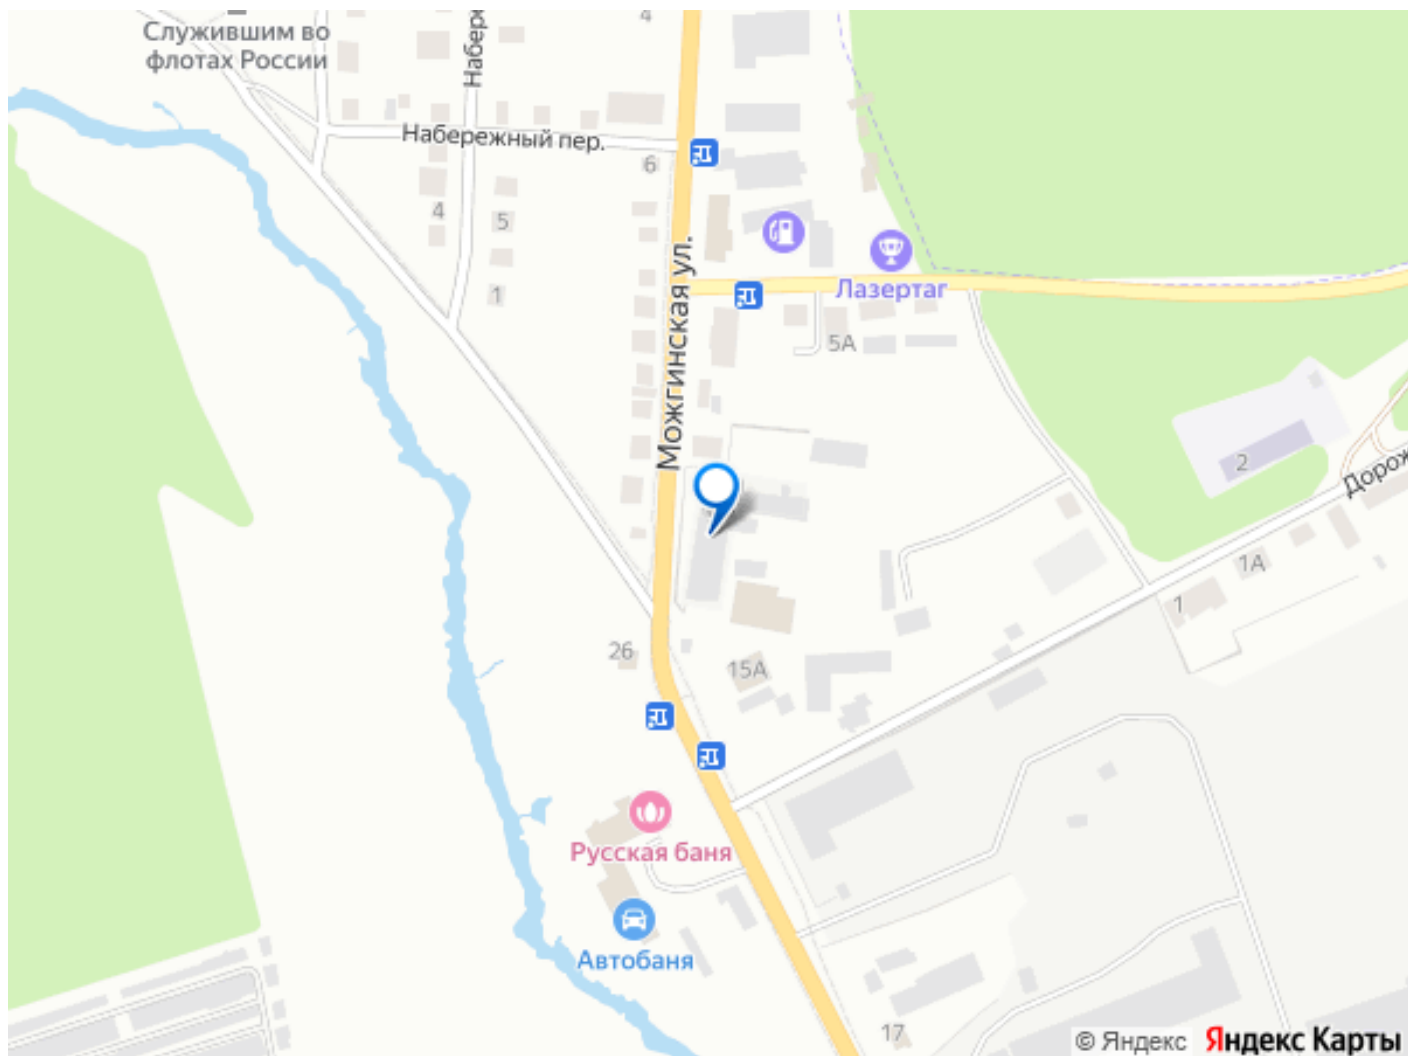 Служившим во
флотах России
Набер
4
Набережный пер.
6
4
5
1
Можгинская ул.
Лазертаг
5А
2
Дорож
1А
1
26
15А
Русская баня
Автобаня
17
© Яндекс Яндекс Карты